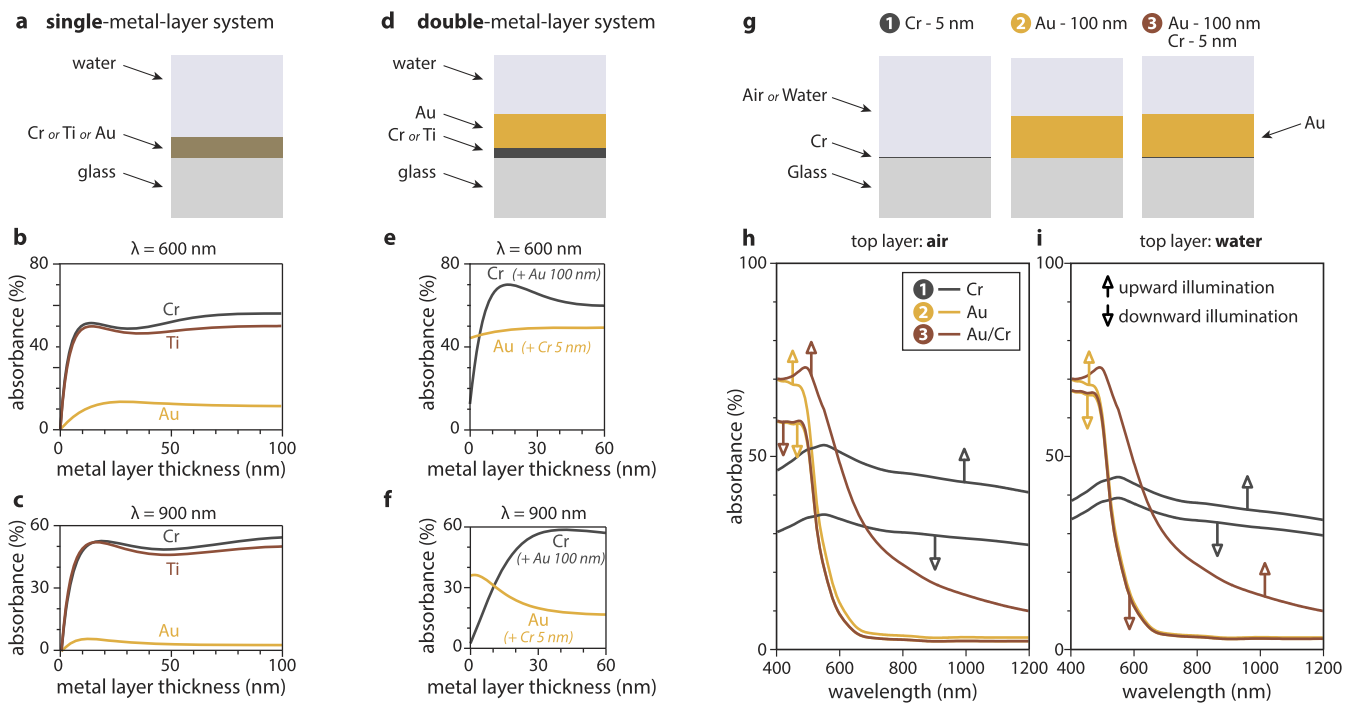 a single-metal-layer system
water
Cr or Ti or Au
glass
b
λ = 600 nm
absorbance (%)
80
40
0
Cr
Ti
Au
0 50 100
metal layer thickness (nm)
c
λ = 900 nm
absorbance (%)
60
30
0
Cr
Ti
Au
0 50 100
metal layer thickness (nm)
d double-metal-layer system
water
Au
Cr or Ti
glass
e
λ = 600 nm
absorbance (%)
80
40
0
Cr (+ Au 100 nm)
Au (+ Cr 5 nm)
0 30 60
metal layer thickness (nm)
f
λ = 900 nm
absorbance (%)
60
30
0
Cr
(+ Au 100 nm)
Au
(+ Cr 5 nm)
0 30 60
metal layer thickness (nm)
g
1 Cr - 5 nm
2 Au - 100 nm
3 Au - 100 nm
Cr - 5 nm
Air or Water
Cr
Glass
Au
h
top layer: air
absorbance (%)
100
50
0
1 Cr
2 Au
3 Au/Cr
400 600 800 1000 1200
wavelength (nm)
i
top layer: water
100
50
0
upward illumination
downward illumination
400 600 800 1000 1200
wavelength (nm)